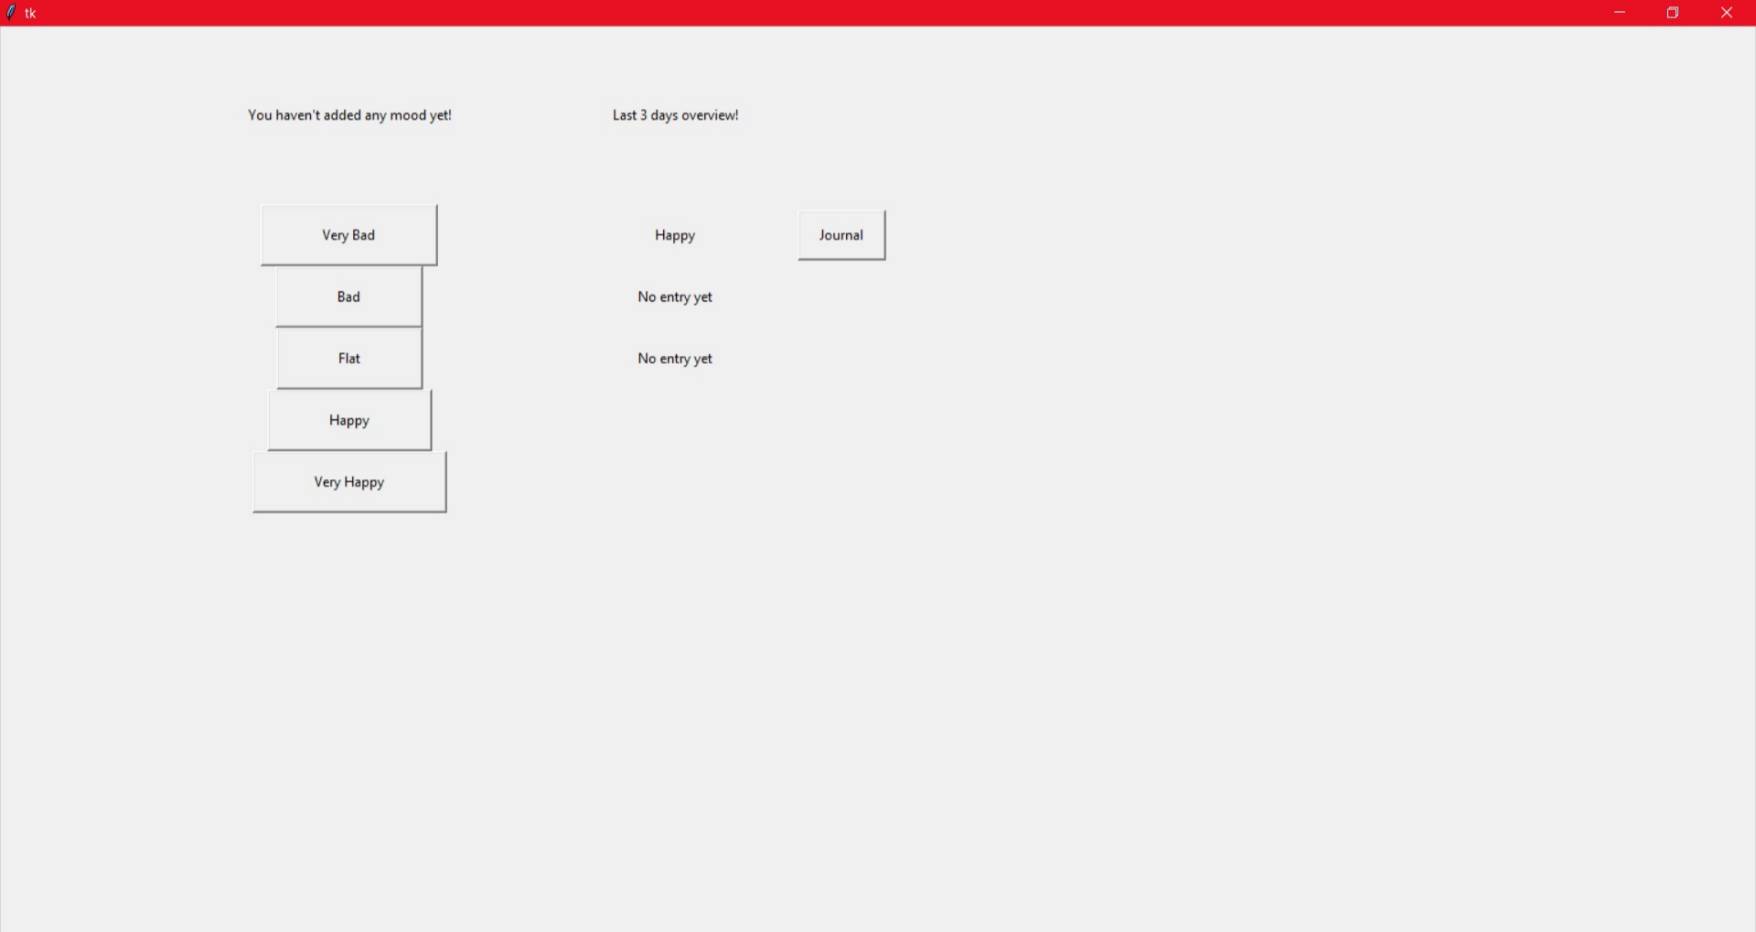 tk
You haven't added any mood yet!
Last 3 days overview!
Very Bad
Happy
Journal
Bad
No entry yet
Flat
No entry yet
Happy
Very Happy